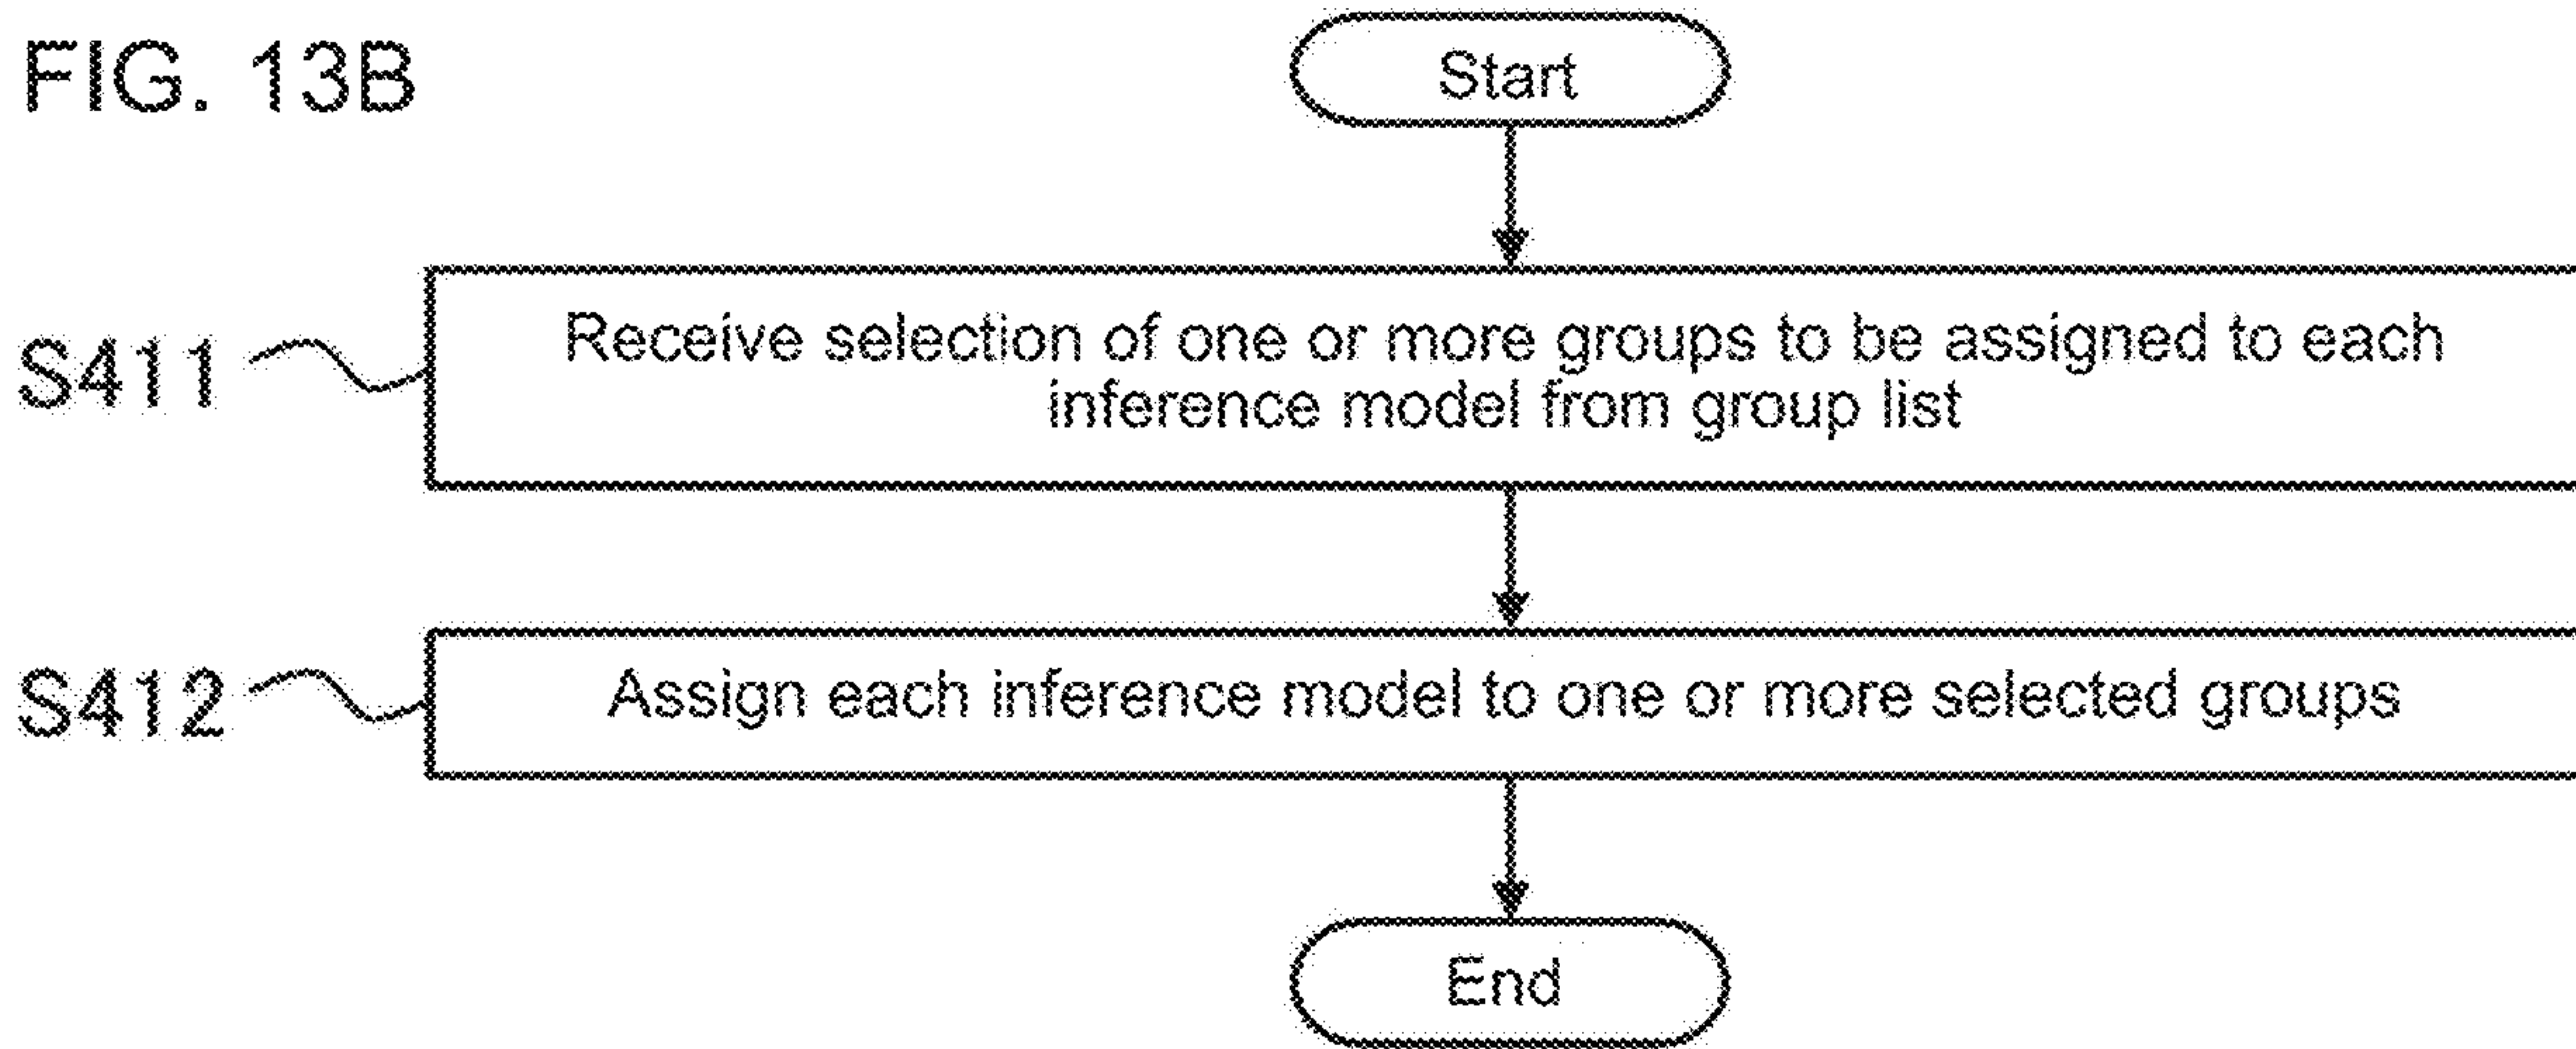 FIG. 13B
Start
S411
Receive selection of one or more groups to be assigned to each
inference model from group list
S412
Assign each inference model to one or more selected groups
End